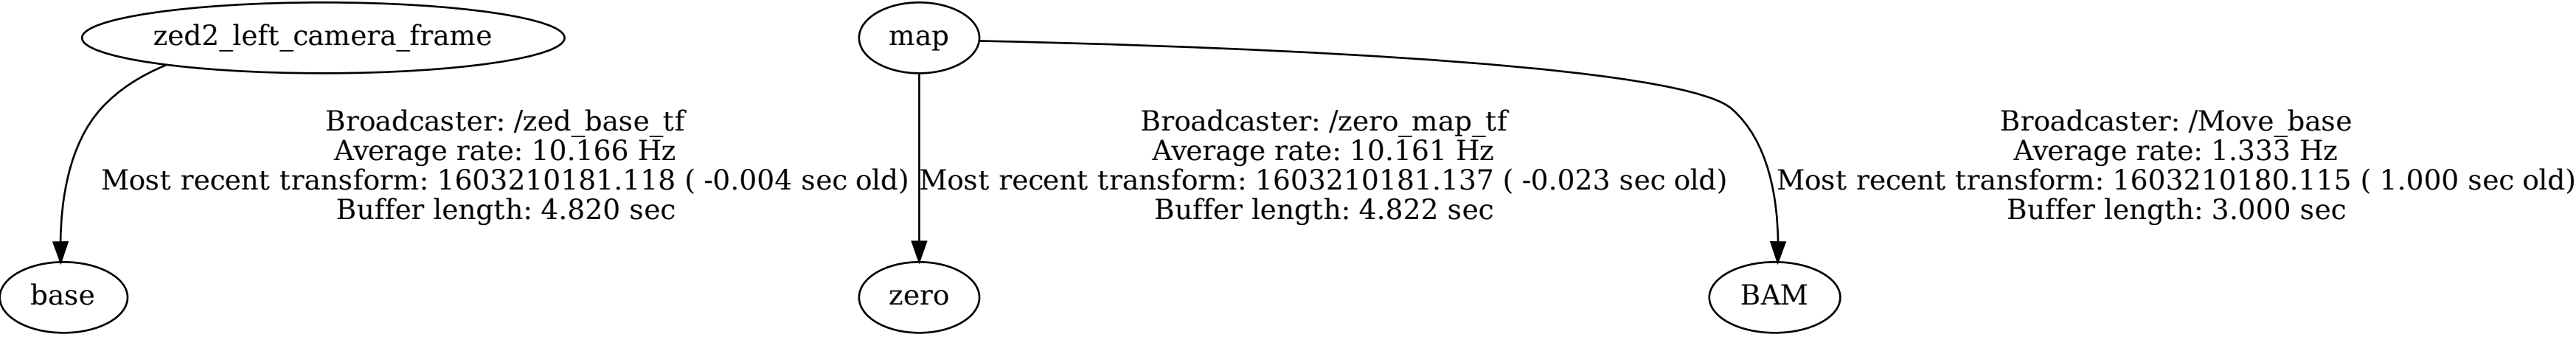 zed2_left_camera_frame
map
Broadcaster: /zed_base_tf
Average rate: 10.166 Hz
Most recent transform: 1603210181.118 ( -0.004 sec old)
Buffer length: 4.820 sec
Broadcaster: /zero_map_tf
Average rate: 10.161 Hz
Most recent transform: 1603210181.137 ( -0.023 sec old)
Buffer length: 4.822 sec
Broadcaster: /Move_base
Average rate: 1.333 Hz
Most recent transform: 1603210180.115 ( 1.000 sec old)
Buffer length: 3.000 sec
base
zero
BAM